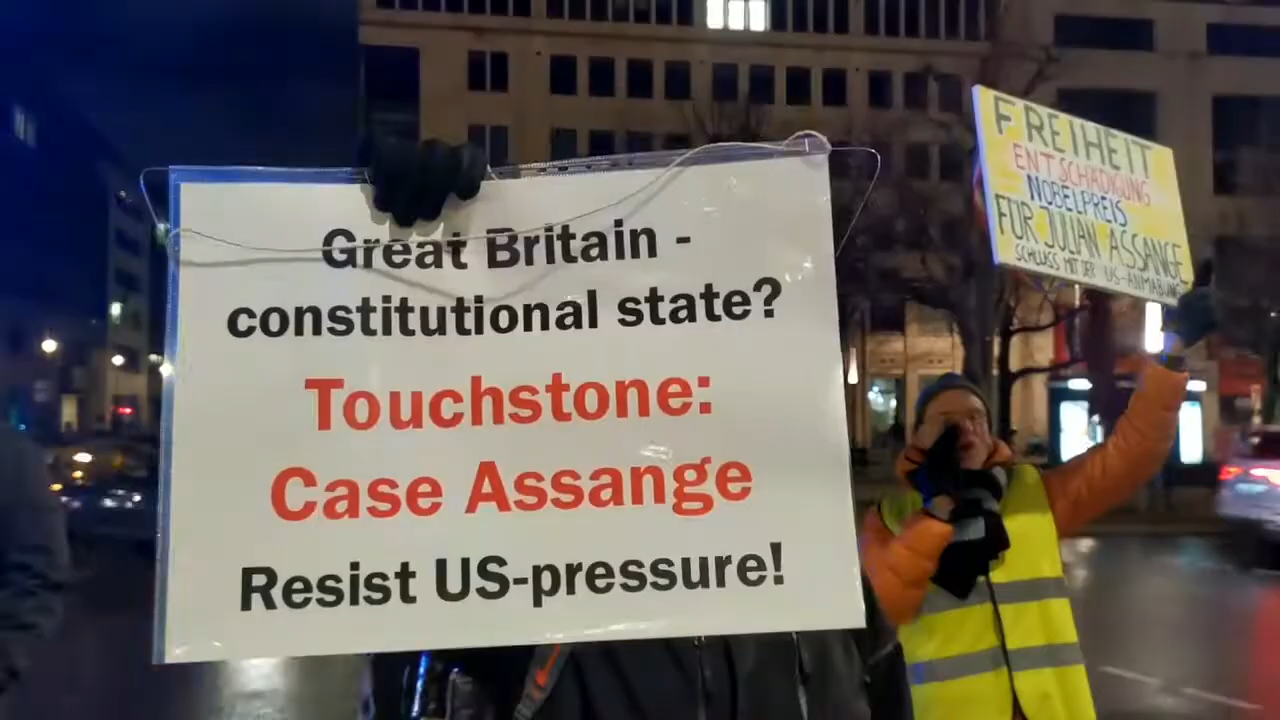 Great Britain -
constitutional state?
Touchstone:
Case Assange
Resist US-pressure!
FREIHEIT
ENTSCHÄDIGUNG
NOBELPREIS
FÜR JULIAN ASSANGE
SCHLUSS MIT DER US-ANMAßUNG